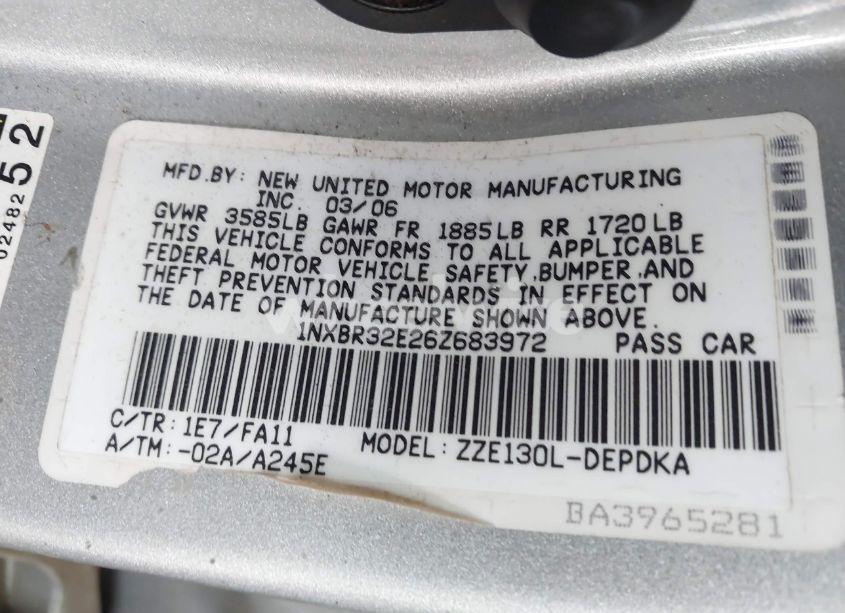 52
02482
MFD.BY: NEW UNITED MOTOR MANUFACTURING
INC. 03/06
GVWR 3585LB GAWR FR 1885LB RR 1720LB
THIS VEHICLE CONFORMS TO ALL APPLICABLE
FEDERAL MOTOR VEHICLE SAFETY,BUMPER,AND
THEFT PREVENTION STANDARDS IN EFFECT ON
THE DATE OF MANUFACTURE SHOWN ABOVE.
1NXBR32E26Z683972 PASS CAR
C/TR: 1E7/FA11
A/TM: -02A/A245E MODEL: ZZE130L-DEPDKA
BA3965281